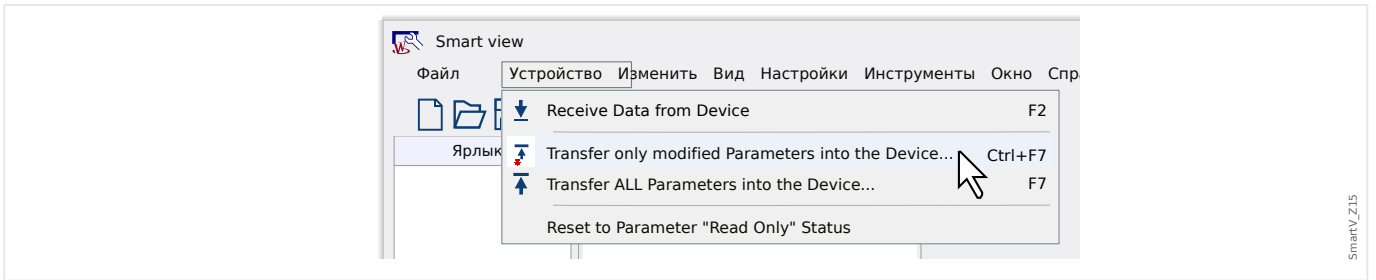 Smart view
Файл Устройство Изменить Вид Настройки Инструменты Окно
Receive Data from Device F2
Ярлык
Transfer only modified Parameters into the Device... Ctrl+F7
Transfer ALL Parameters into the Device... F7
Reset to Parameter "Read Only" Status
SmartV_Z15